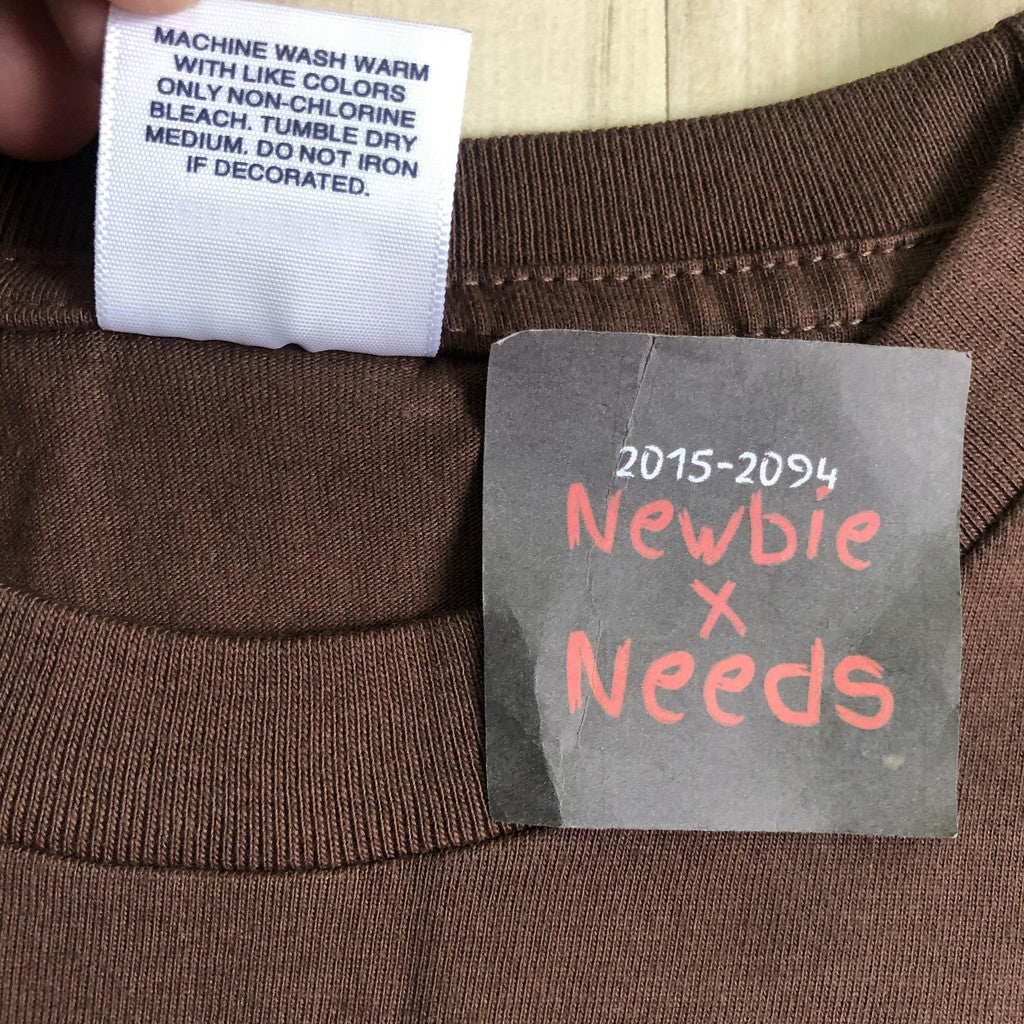 MACHINE WASH WARM
WITH LIKE COLORS
ONLY NON-CHLORINE
BLEACH. TUMBLE DRY
MEDIUM. DO NOT IRON
IF DECORATED.
2015-2094
Newbie
x
Needs